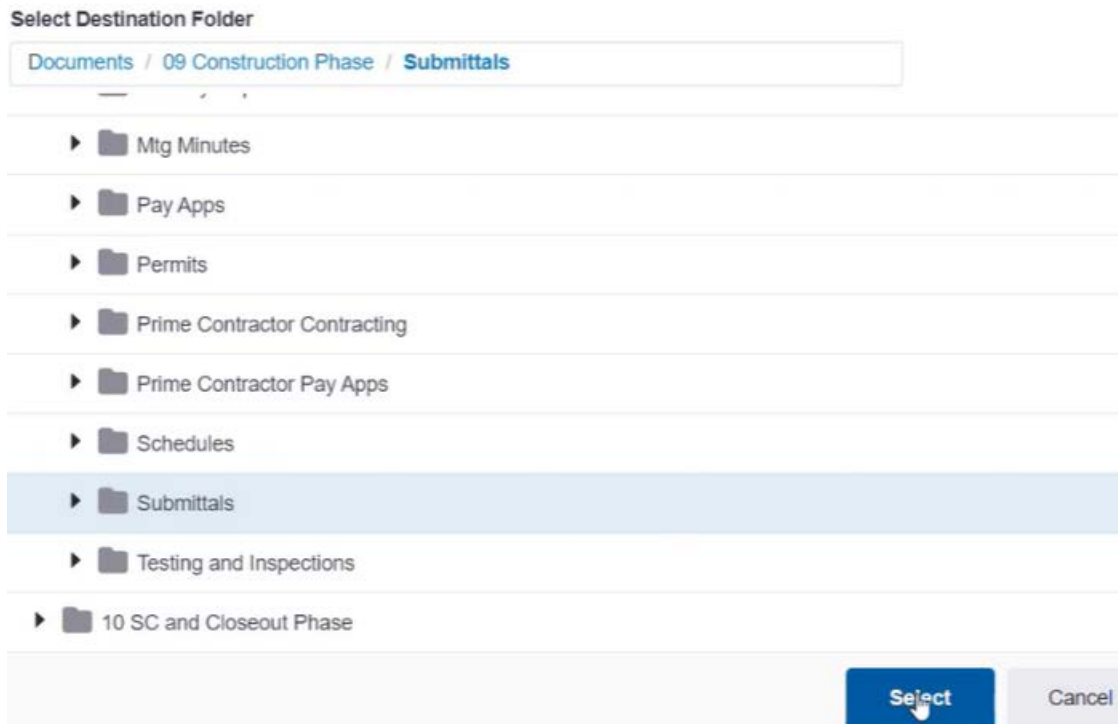 Select Destination Folder
Documents / 09 Construction Phase / Submittals
Mtg Minutes
Pay Apps
Permits
Prime Contractor Contracting
Prime Contractor Pay Apps
Schedules
Submittals
Testing and Inspections
10 SC and Closeout Phase
Select Cancel